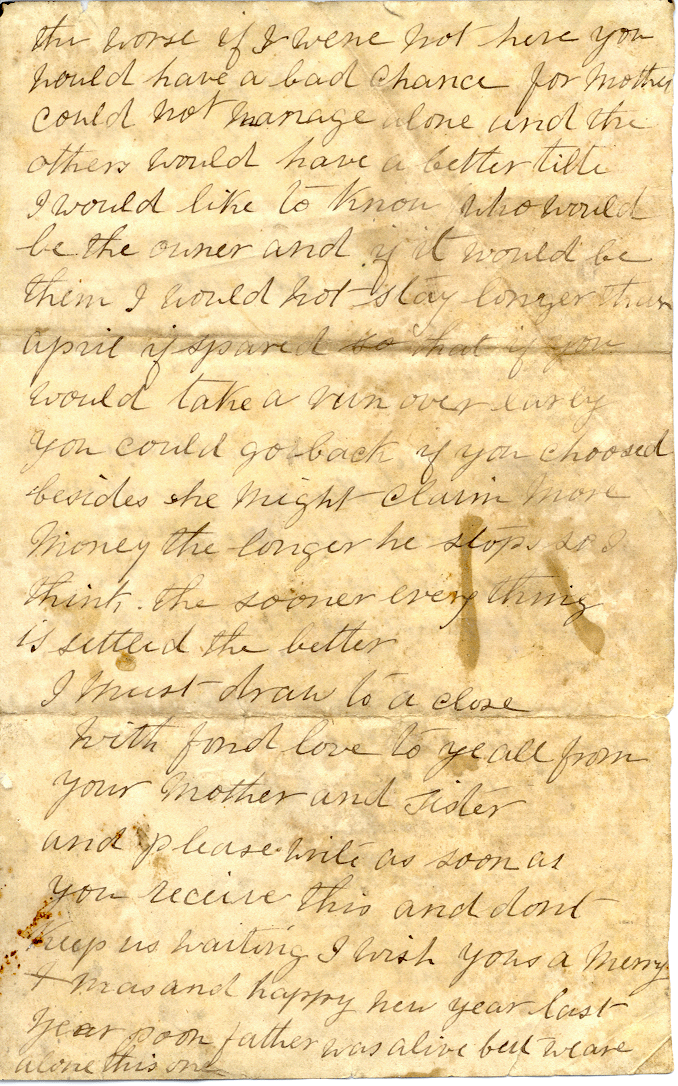 the worse if I were not here you
would have a bad chance for Mother
could not manage alone and the
others would have a better title
I would like to know who would
be the owner and if it would be
them I would not stay longer than
april if spared so that if you
would take a run over
you could go back if you choosed
besides he might claim more
Money the longer he stops so I
think the sooner every thing
is setted the better
I must draw to a close
With fond love to ye all from
your Mother and Sister
and please write as soon as
you receive this and dont
keep us waiting I wish yous a Merry
Xmas and happy new year last
year poor father was alive but we are
alone this one